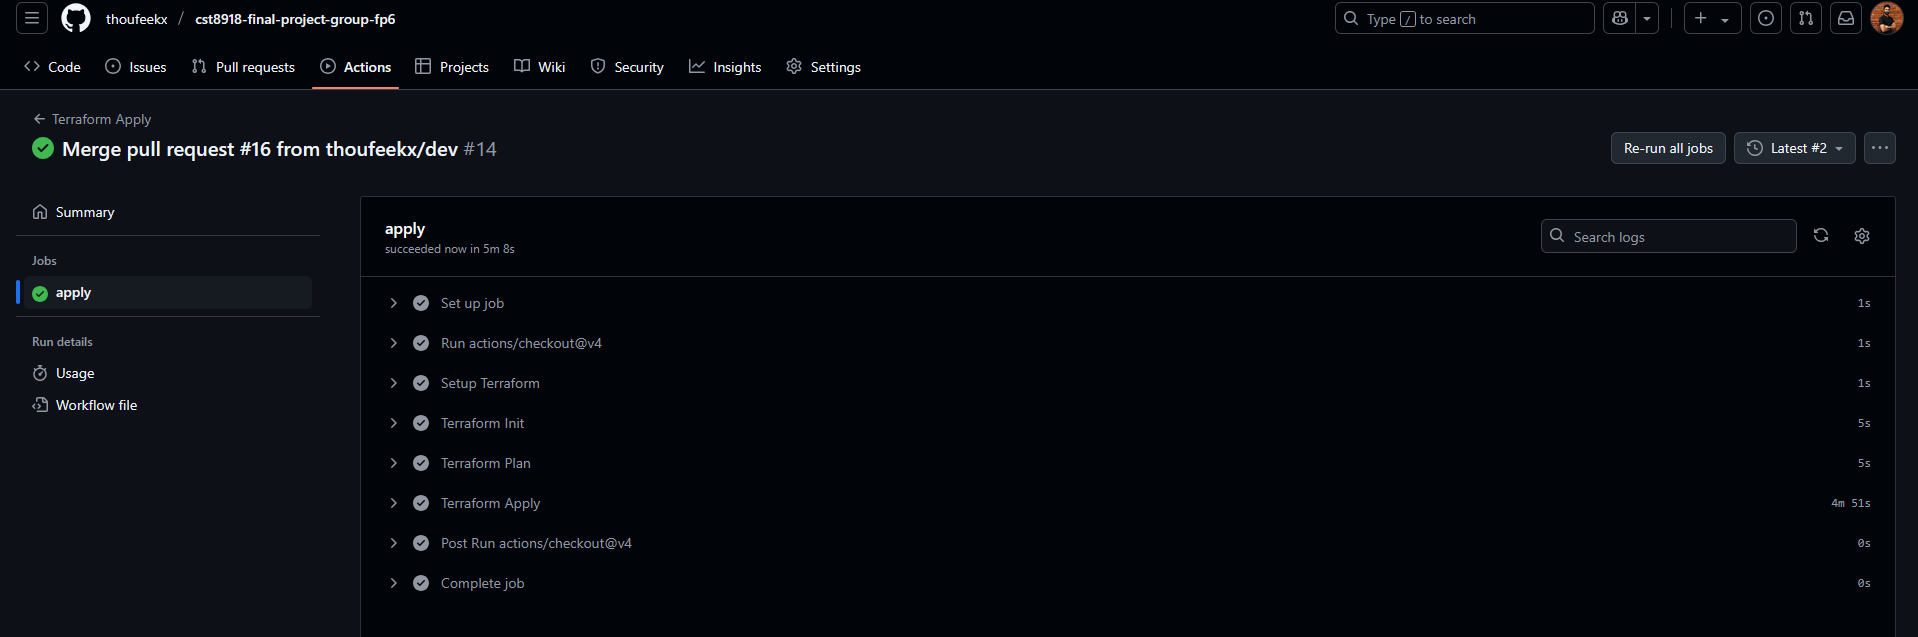 thoufeekx / cst8918-final-project-group-fp6
Type / to search
Code
Issues
Pull requests
Actions
Projects
Wiki
Security
Insights
Settings
Terraform Apply
Merge pull request #16 from thoufeekx/dev #14
Re-run all jobs
Latest #2
Summary
Jobs
apply
Run details
Usage
Workflow file
apply
succeeded now in 5m 8s
Search logs
Set up job 1s
Run actions/checkout@v4 1s
Setup Terraform 1s
Terraform Init 5s
Terraform Plan 5s
Terraform Apply 4m 51s
Post Run actions/checkout@v4 0s
Complete job 0s